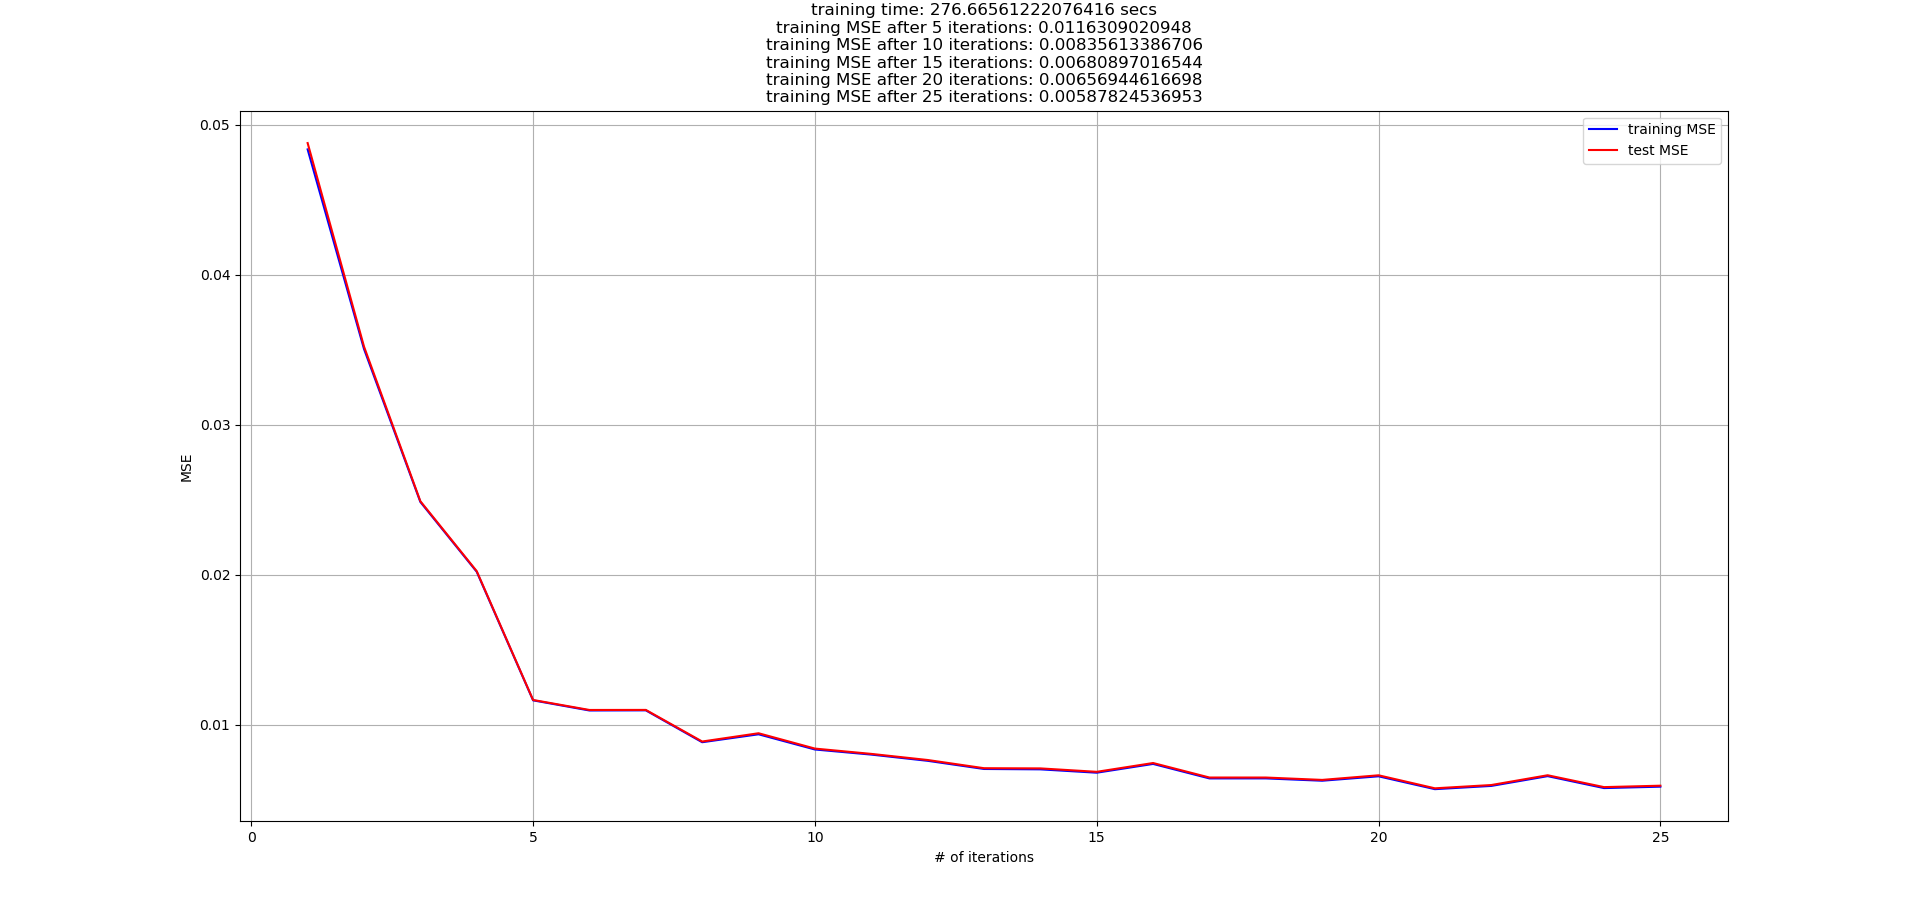 training time: 276.66561222076416 secs
training MSE after 5 iterations: 0.0116309020948
training MSE after 10 iterations: 0.00835613386706
training MSE after 15 iterations: 0.00680897016544
training MSE after 20 iterations: 0.00656944616698
training MSE after 25 iterations: 0.00587824536953
training MSE
test MSE
0.05
0.04
0.03
0.02
0.01
MSE
0 5 10 15 20 25
# of iterations